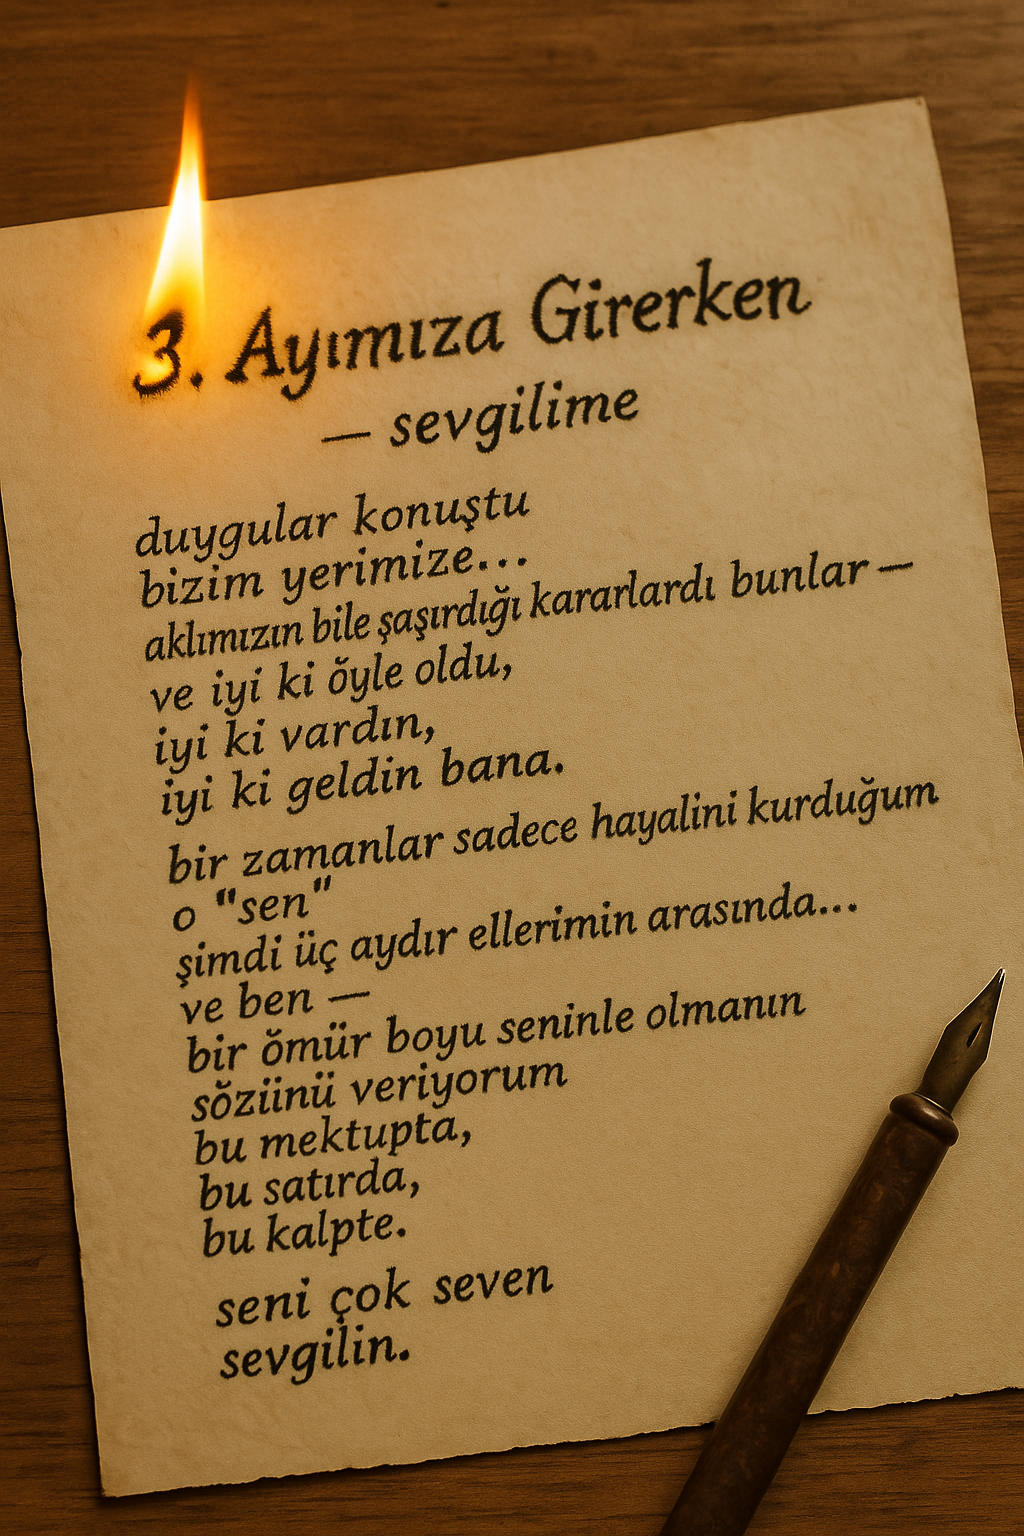 3. Ayımıza Girerken
— sevgilime
duygular konuştu
bizim yerimize...
aklımızın bile şaşırdığı kararlardı bunlar —
ve iyi ki öyle oldu,
iyi ki vardın,
iyi ki geldin bana.
bir zamanlar sadece hayalini kurduğum
o "sen"
şimdi üç aydır ellerimin arasında...
ve ben —
bir ömür boyu seninle olmanın
söziinü veriyorum
bu mektupta,
bu satırda,
bu kalpte.
seni çok seven
sevgilin.